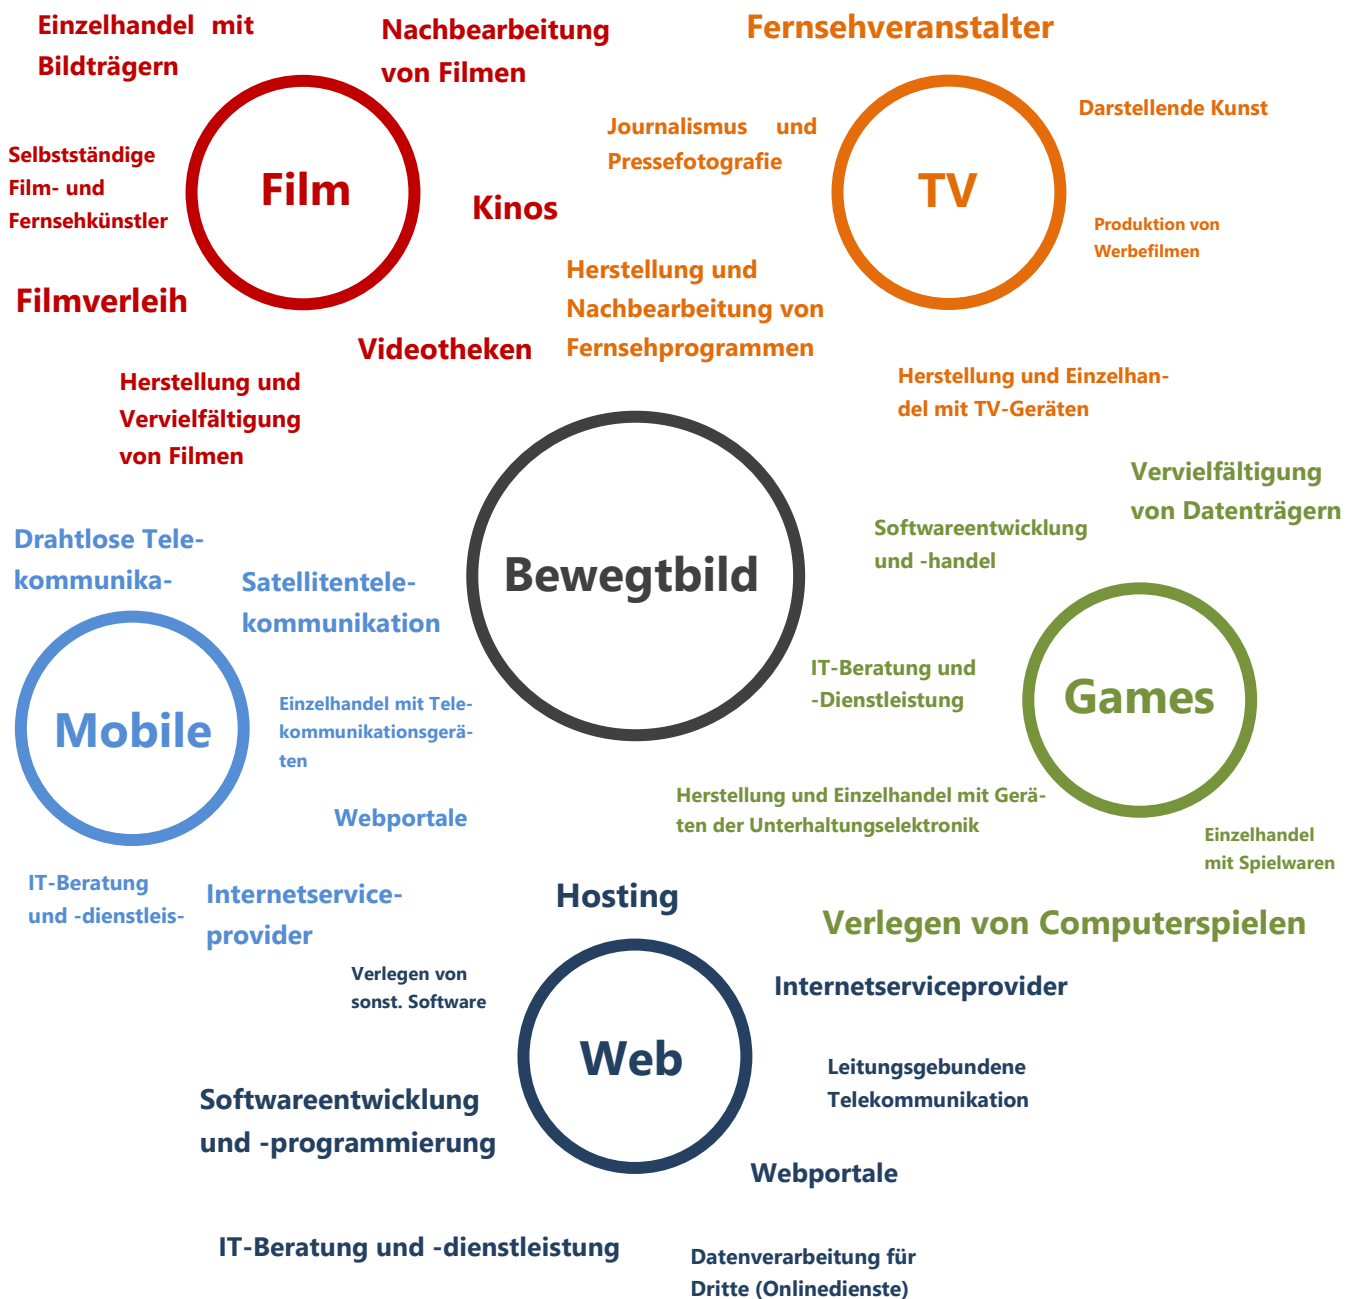 Einzelhandel mit
Bildträgern
Nachbearbeitung
von Filmen
Selbstständige
Film- und
Fernsehkünstler
Film
Kinos
Filmverleih
Videotheken
Herstellung und
Vervielfältigung
von Filmen
Fernsehveranstalter
Journalismus und
Pressefotografie
TV
Darstellende Kunst
Produktion von
Werbefilmen
Herstellung und
Nachbearbeitung von
Fernsehprogrammen
Herstellung und Einzelhan-
del mit TV-Geräten
Bewegtbild
Drahtlose Tele-
kommunika-
Satellitentele-
kommunikation
Mobile
Einzelhandel mit Tele-
kommunikationsgerä-
ten
Webportale
IT-Beratung
und -dienstleis-
Internetservice-
provider
Vervielfältigung
von Datenträgern
Softwareentwicklung
und -handel
IT-Beratung und
-Dienstleistung
Games
Herstellung und Einzelhandel mit Gerä-
ten der Unterhaltungselektronik
Einzelhandel
mit Spielwaren
Verlegen von Computerspielen
Hosting
Verlegen von
sonst. Software
Internetserviceprovider
Web
Leitungsgebundene
Telekommunikation
Softwareentwicklung
und -programmierung
Webportale
IT-Beratung und -dienstleistung
Datenverarbeitung für
Dritte (Onlinedienste)